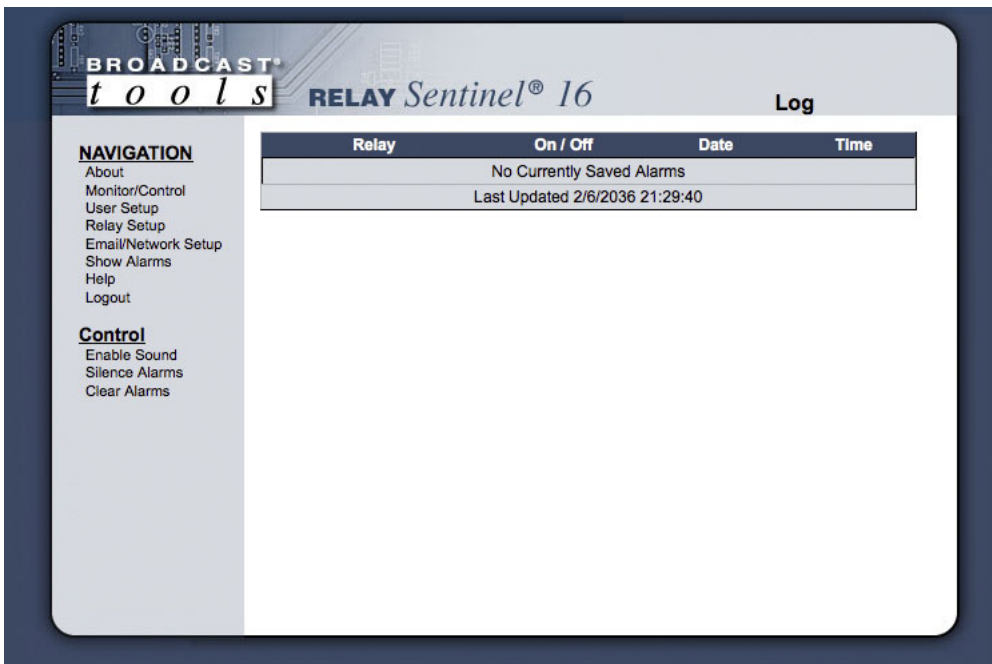 BROADCAST®
tools
RELAY Sentinel® 16
Log
NAVIGATION
About
Monitor/Control
User Setup
Relay Setup
Email/Network Setup
Show Alarms
Help
Logout
Control
Enable Sound
Silence Alarms
Clear Alarms
Relay On / Off Date Time
No Currently Saved Alarms
Last Updated 2/6/2036 21:29:40